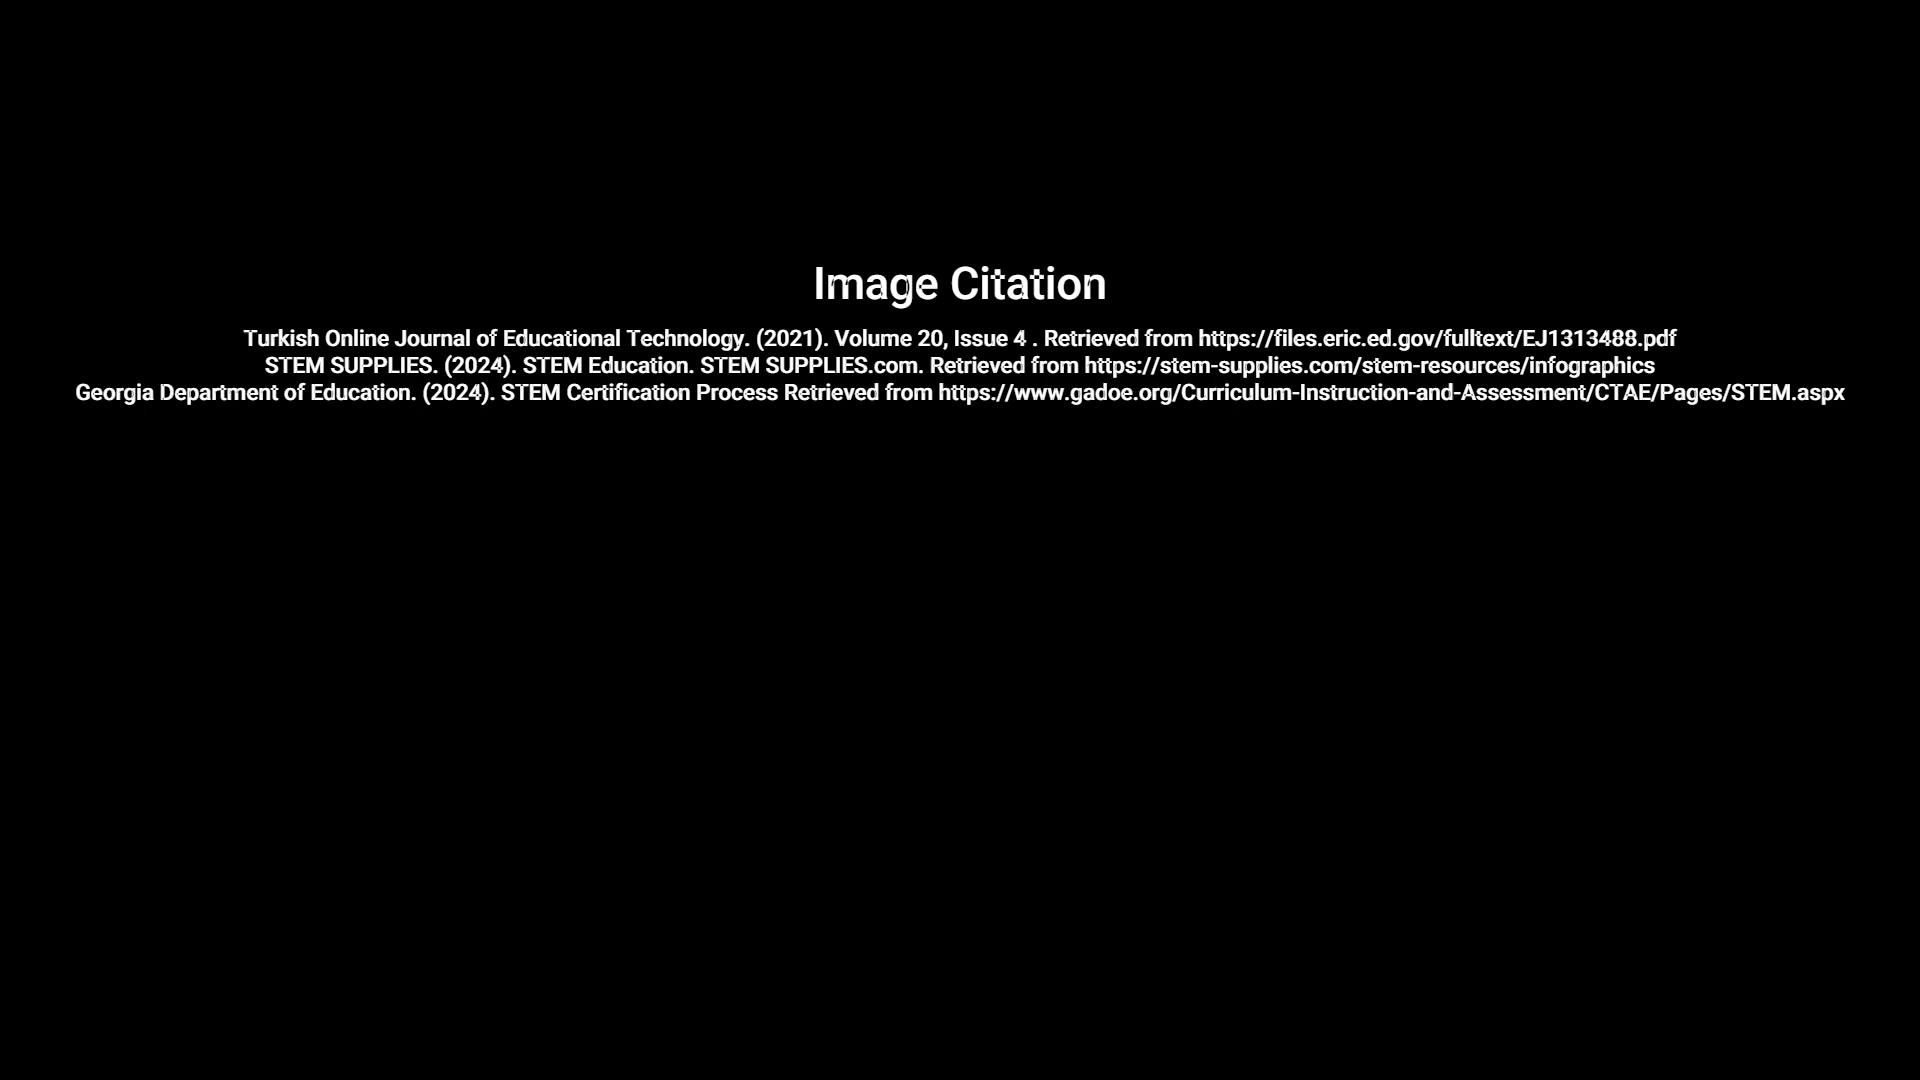 Image Citation
Turkish Online Journal of Educational Technology. (2021). Volume 20, Issue 4 . Retrieved from https://files.eric.ed.gov/fulltext/EJ1313488.pdf
STEM SUPPLIES. (2024). STEM Education. STEM SUPPLIES.com. Retrieved from https://stem-supplies.com/stem-resources/infographics
Georgia Department of Education. (2024). STEM Certification Process Retrieved from https://www.gadoe.org/Curriculum-Instruction-and-Assessment/CTAE/Pages/STEM.aspx